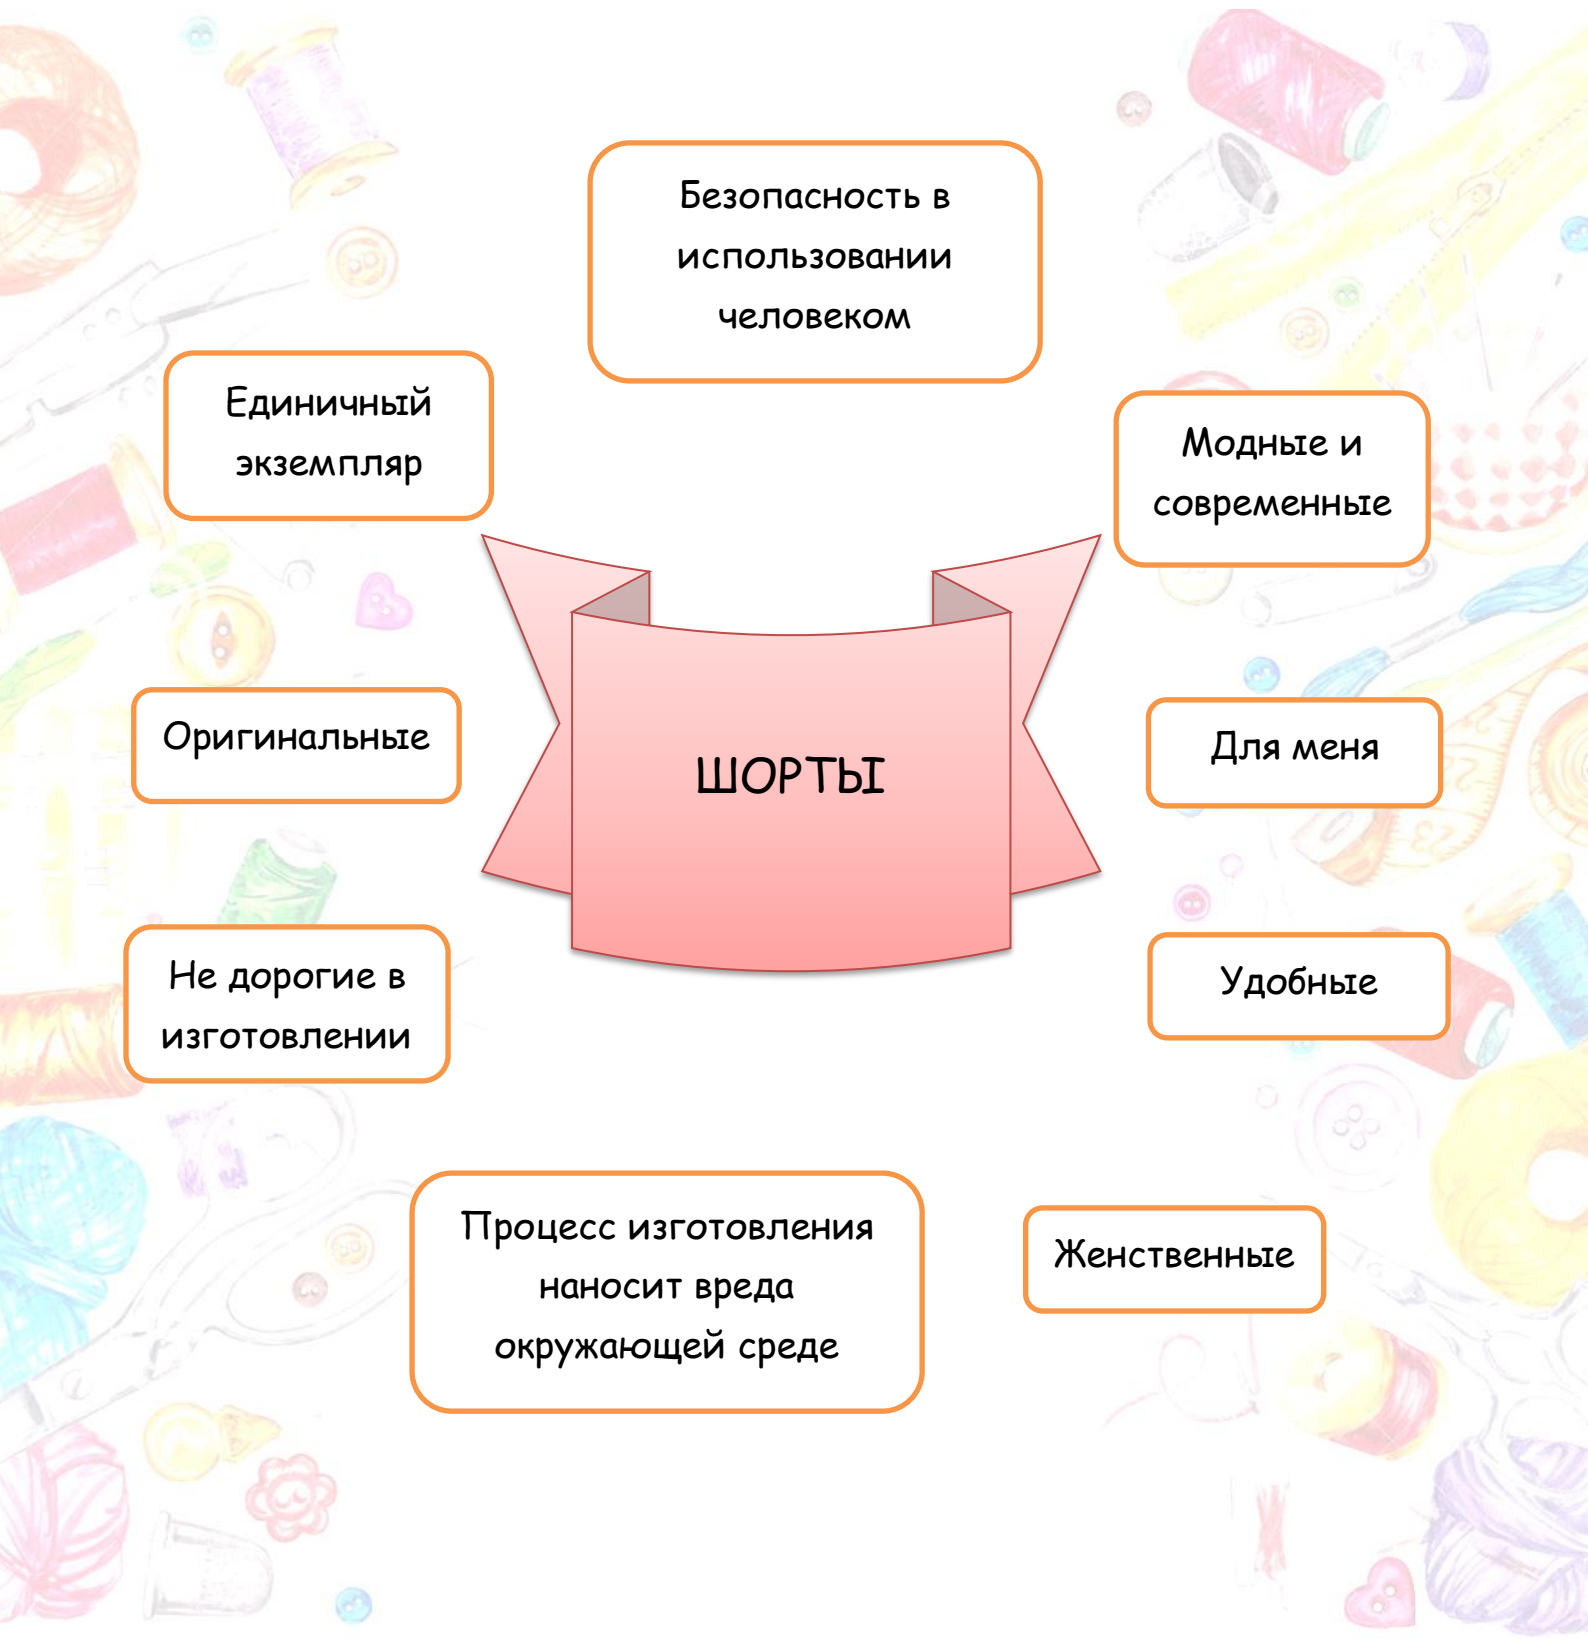 Безопасность в
использовании
человеком
Единичный
экземпляр
Модные и
современные
Оригинальные
ШОРТЫ
Для меня
Не дорогие в
изготовлении
Удобные
Процесс изготовления
наносит вреда
окружающей среде
Женственные